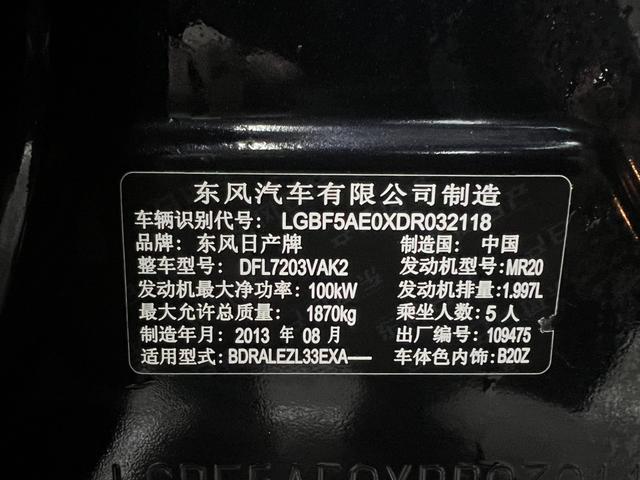 东风汽车有限公司制造
车辆识别代号: LGBF5AE0XDR032118
品牌: 东风日产牌 制造国: 中国
整车型号: DFL7203VAK2 发动机型号: MR20
发动机最大净功率: 100kW 发动机排量: 1.997L
最大允许总质量: 1870kg 乘坐人数: 5人
制造年月: 2013 年 08 月 出厂编号: 109475
适用型式: BDRALEZL33EXA—— 车体色内饰: B20Z